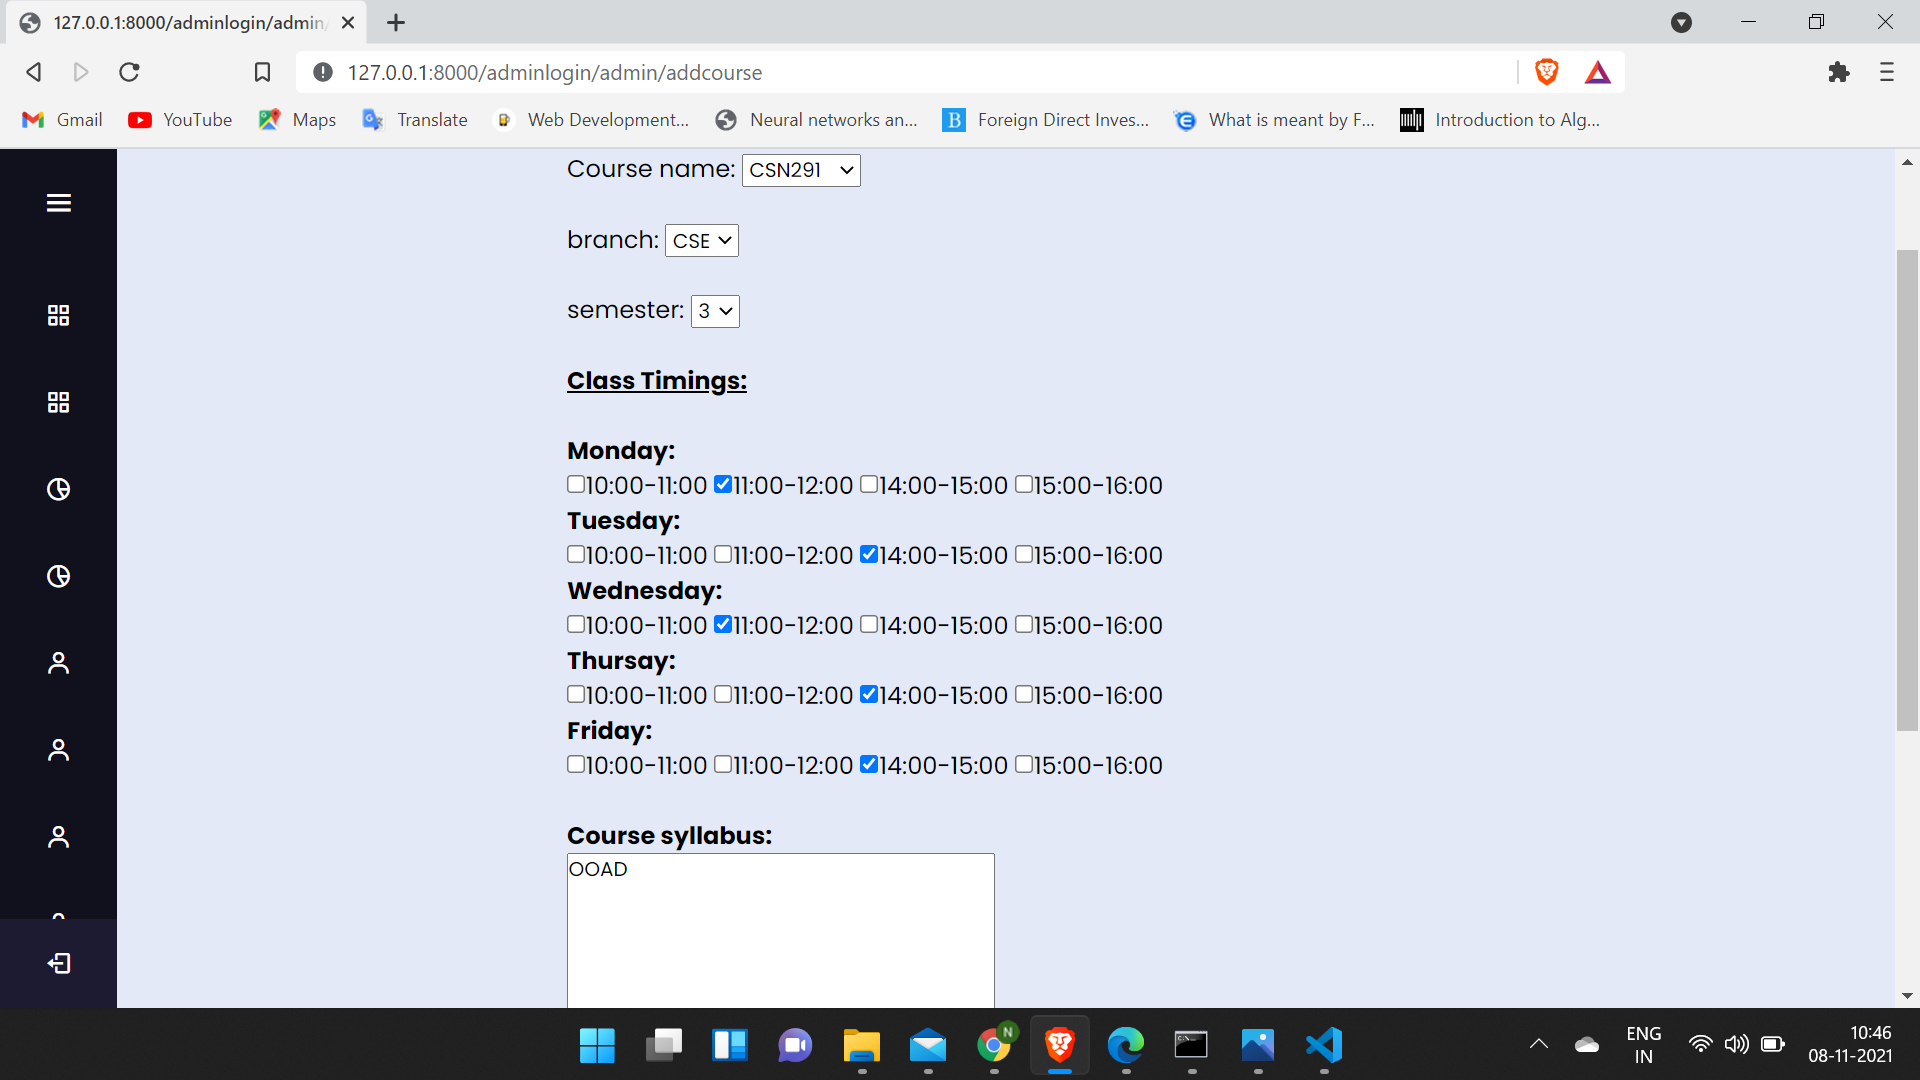 127.0.0.1:8000/adminlogin/admin/
127.0.0.1:8000/adminlogin/admin/addcourse
Gmail YouTube Maps Translate Web Development... Neural networks an... B Foreign Direct Inves... What is meant by F... Introduction to Alg...
Course name: CSN291
branch: CSE
semester: 3
Class Timings:
Monday:
10:00-11:00 11:00-12:00 14:00-15:00 15:00-16:00
Tuesday:
10:00-11:00 11:00-12:00 14:00-15:00 15:00-16:00
Wednesday:
10:00-11:00 11:00-12:00 14:00-15:00 15:00-16:00
Thursay:
10:00-11:00 11:00-12:00 14:00-15:00 15:00-16:00
Friday:
10:00-11:00 11:00-12:00 14:00-15:00 15:00-16:00
Course syllabus:
OOAD
N
ENG
IN
10:46
08-11-2021